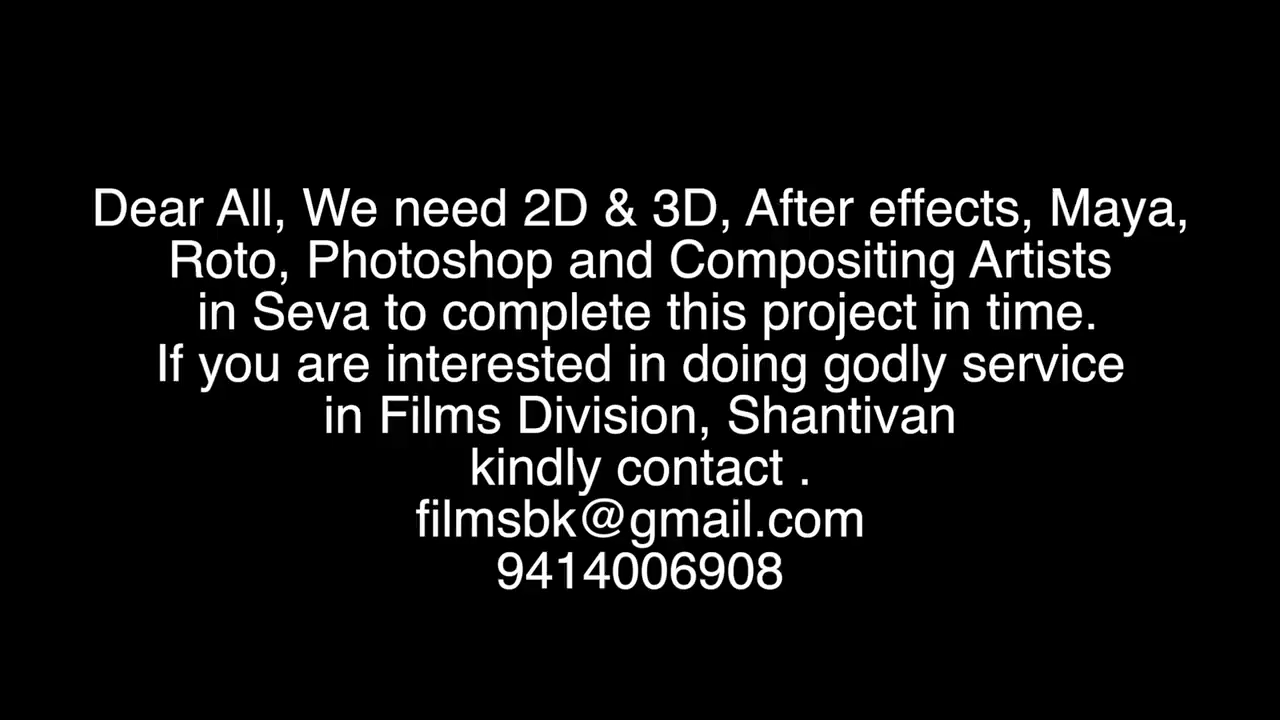 Dear All, We need 2D & 3D, After effects, Maya,
Roto, Photoshop and Compositing Artists
in Seva to complete this project in time.
If you are interested in doing godly service
in Films Division, Shantivan
kindly contact .
filmsbk@gmail.com
9414006908